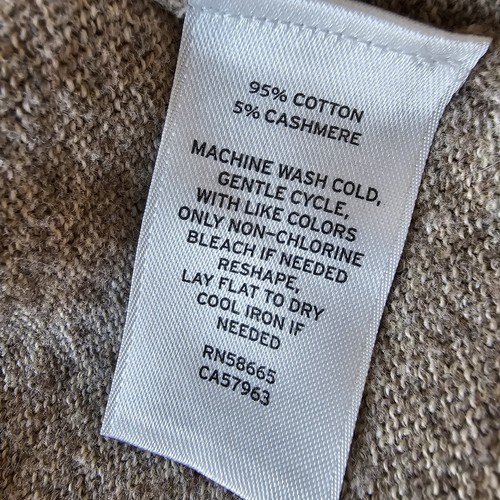 95% COTTON
5% CASHMERE
MACHINE WASH COLD,
GENTLE CYCLE,
WITH LIKE COLORS
ONLY NON-CHLORINE
BLEACH IF NEEDED
RESHAPE,
LAY FLAT TO DRY
COOL IRON IF
NEEDED
RN58665
CA57963